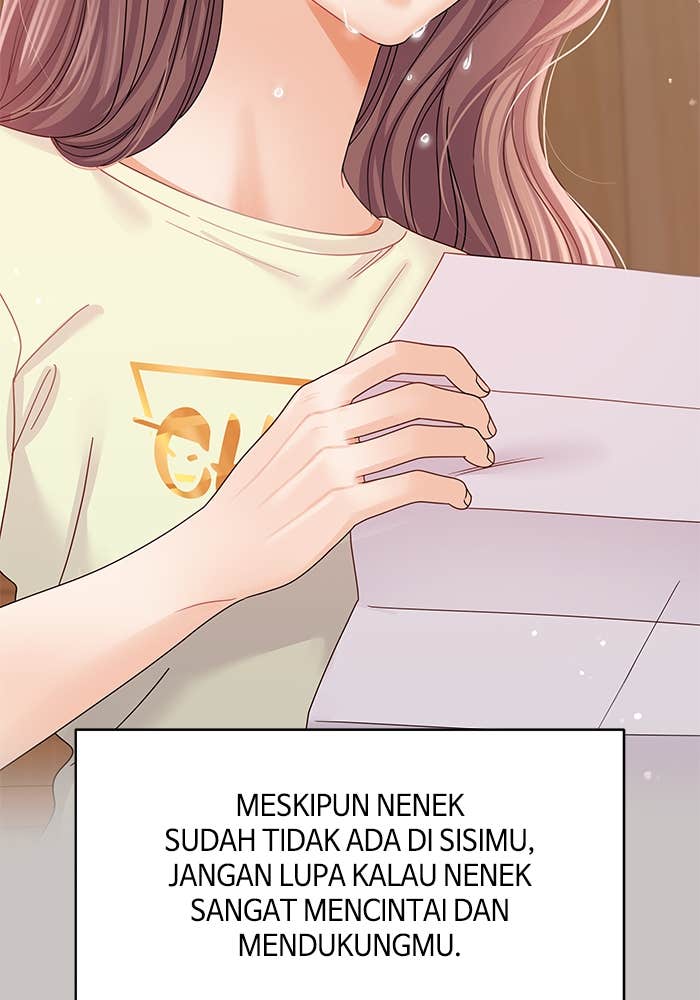 MESKIPUN NENEK
SUDAH TIDAK ADA DI SISIMU,
JANGAN LUPA KALAU NENEK
SANGAT MENCINTAI DAN
MENDUKUNGMU.